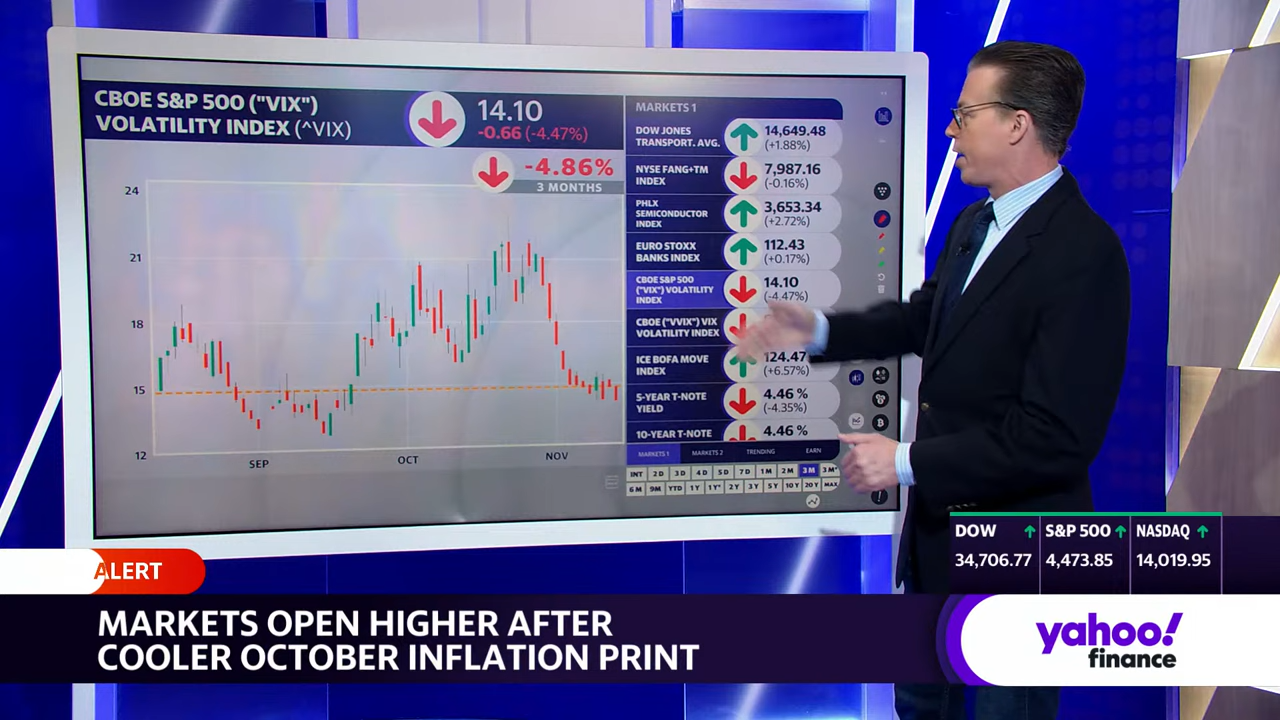 CBOE S&P 500 ("VIX")
VOLATILITY INDEX (^VIX)
14.10
-0.66 (-4.47%)
-4.86%
3 MONTHS
24
21
18
15
12
SEP
OCT
NOV
MARKETS 1
DOW JONES
TRANSPORT. AVG.
14,649.48
(+1.88%)
NYSE FANG+TM
INDEX
7,987.16
(-0.16%)
PHLX
SEMICONDUCTOR
INDEX
3,653.34
(+2.72%)
EURO STOXX
BANKS INDEX
112.43
(+0.17%)
CBOE S&P 500
("VIX") VOLATILITY
INDEX
14.10
(-4.47%)
CBOE ("VVIX") VIX
VOLATILITY INDEX
ICE BOFA MOVE
INDEX
124.47
(+6.57%)
5-YEAR T-NOTE
YIELD
4.46 %
(-4.35%)
10-YEAR T-NOTE
4.46 %
MARKETS 1 MARKETS 2 TRENDING EARN
INT 2D 3D 4D 5D 7D 1M 2M 3M 3M*
6M 9M YTD 1Y 1Y* 2Y 3Y 5Y 10Y 20Y MAX
DOW
34,706.77
S&P 500
4,473.85
NASDAQ
14,019.95
ALERT
MARKETS OPEN HIGHER AFTER
COOLER OCTOBER INFLATION PRINT
yahoo!
finance